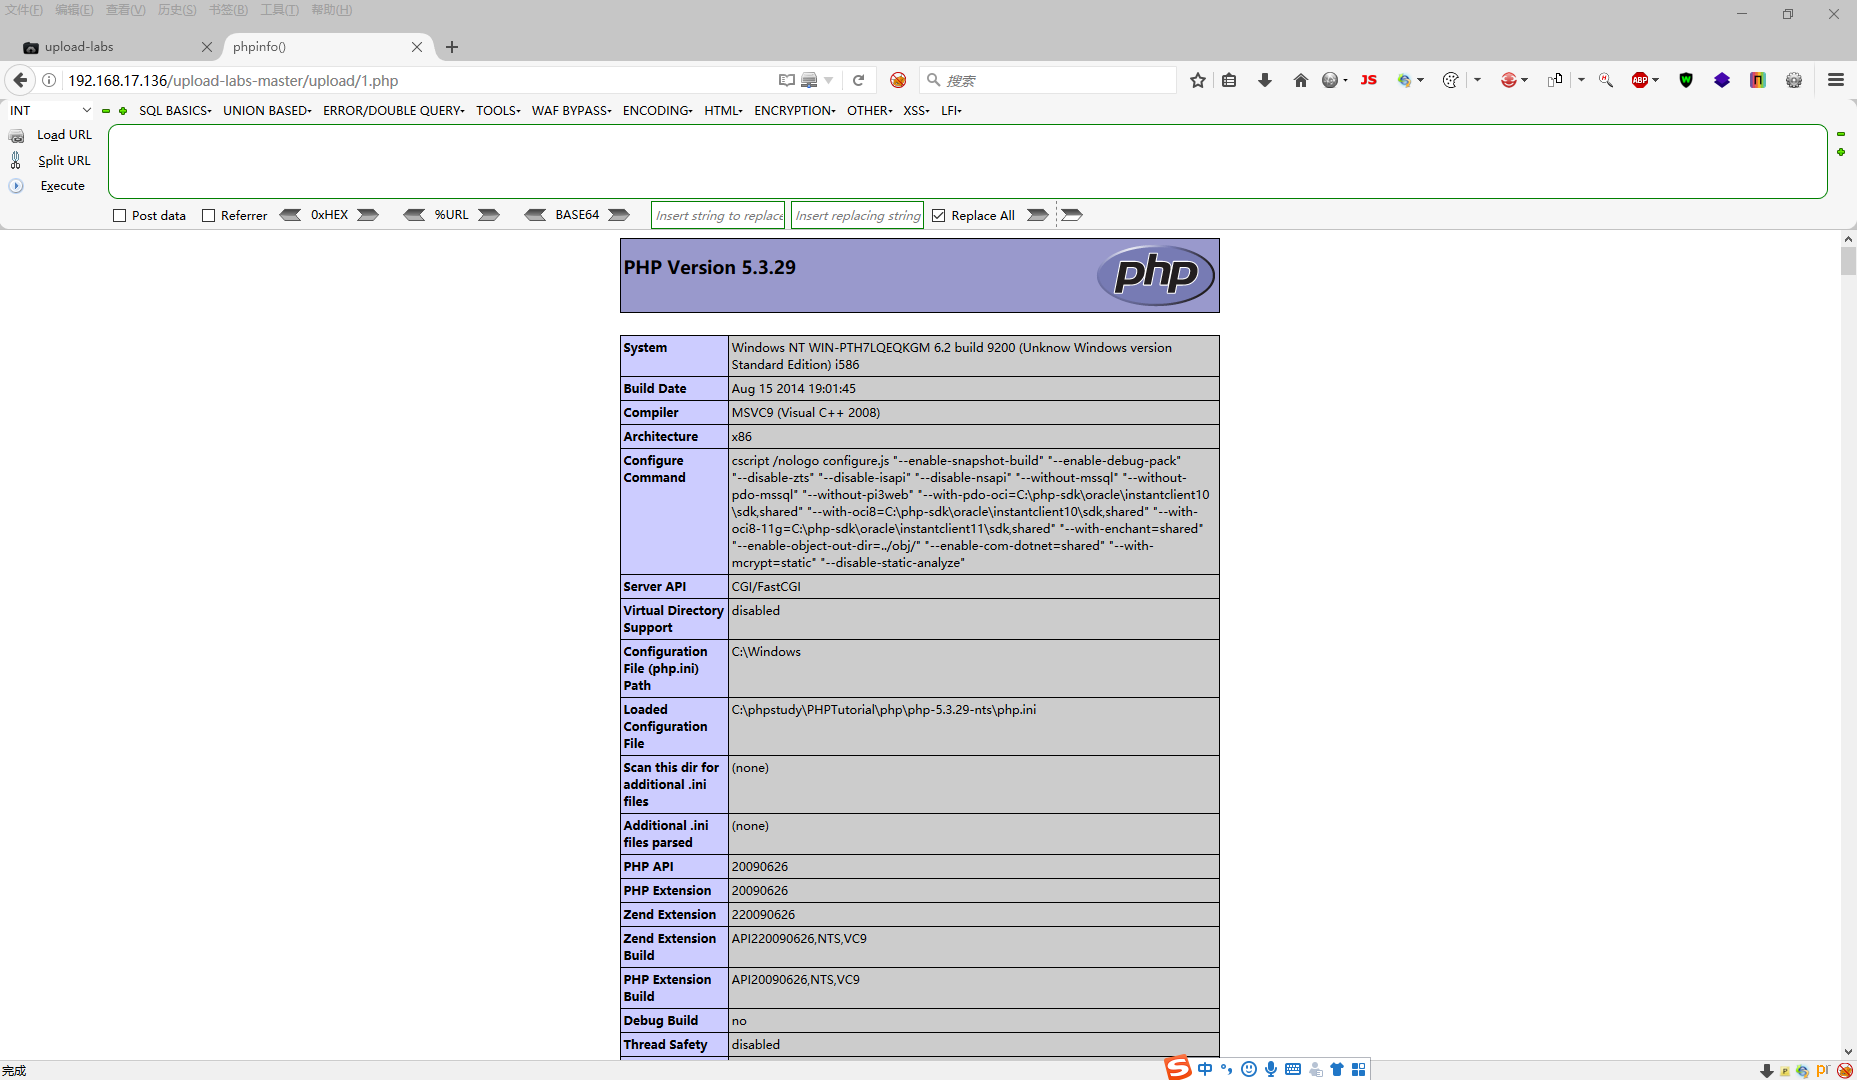 文件(F) 编辑(E) 查看(V) 历史(S) 书签(B) 工具(T) 帮助(H)
upload-labs
phpinfo()
192.168.17.136/upload-labs-master/upload/1.php
搜索
JS
ABP
INT
SQL BASICS
UNION BASED
ERROR/DOUBLE QUERY
TOOLS
WAF BYPASS
ENCODING
HTML
ENCRYPTION
OTHER
XSS
LFI
Load URL
Split URL
Execute
Post data
Referrer
0xHEX
%URL
BASE64
Insert string to replace
Insert replacing string
Replace All
PHP Version 5.3.29
php
System
Windows NT WIN-PTH7LQEQKGM 6.2 build 9200 (Unknow Windows version
Standard Edition) i586
Build Date
Aug 15 2014 19:01:45
Compiler
MSVC9 (Visual C++ 2008)
Architecture
x86
Configure
Command
cscript /nologo configure.js "--enable-snapshot-build" "--enable-debug-pack"
"--disable-zts" "--disable-isapi" "--disable-nsapi" "--without-mssql" "--without-
pdo-mssql" "--without-pi3web" "--with-pdo-oci=C:\php-sdk\oracle\instantclient10
\sdk,shared" "--with-oci8=C:\php-sdk\oracle\instantclient10\sdk,shared" "--with-
oci8-11g=C:\php-sdk\oracle\instantclient11\sdk,shared" "--with-enchant=shared"
"--enable-object-out-dir=../obj/" "--enable-com-dotnet=shared" "--with-
mcrypt=static" "--disable-static-analyze"
Server API
CGI/FastCGI
Virtual Directory
Support
disabled
Configuration
File (php.ini)
Path
C:\Windows
Loaded
Configuration
File
C:\phpstudy\PHPTutorial\php\php-5.3.29-nts\php.ini
Scan this dir for
additional .ini
files
(none)
Additional .ini
files parsed
(none)
PHP API
20090626
PHP Extension
20090626
Zend Extension
220090626
Zend Extension
Build
API220090626,NTS,VC9
PHP Extension
Build
API20090626,NTS,VC9
Debug Build
no
Thread Safety
disabled
完成
S
中
pr